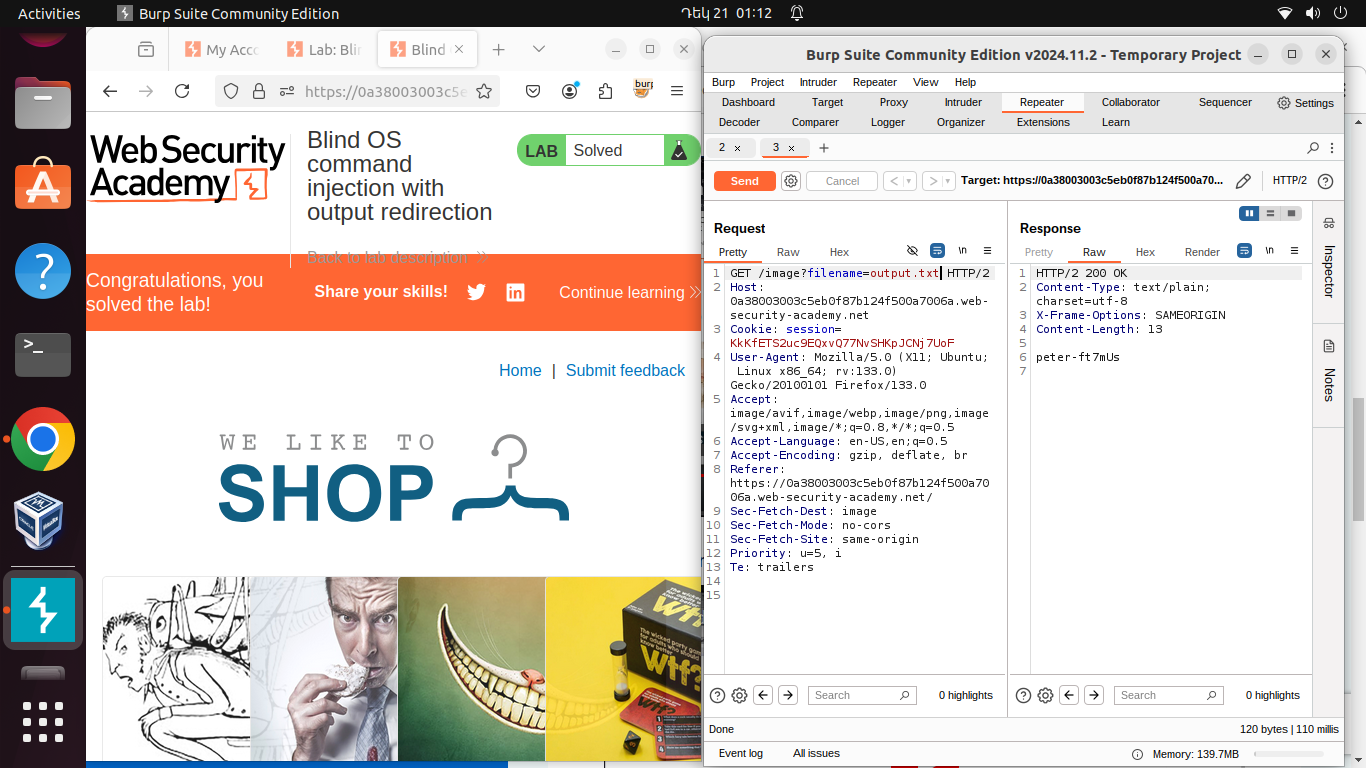 Activities
Burp Suite Community Edition
Դեկ 21 01:12
My Acco
Lab: Blin
Blind
https://0a38003003c5e
Web Security
Academy
Blind OS
command
injection with
output redirection
Back to lab description
LAB
Solved
Congratulations, you
solved the lab!
Share your skills!
Continue learning
Home | Submit feedback
WE LIKE TO
SHOP
Burp Suite Community Edition v2024.11.2 - Temporary Project
Burp Project Intruder Repeater View Help
Dashboard Target Proxy Intruder Repeater Collaborator Sequencer Settings
Decoder Comparer Logger Organizer Extensions Learn
2 × 3 × +
Send Cancel < > Target: https://0a38003003c5eb0f87b124f500a70... HTTP/2
Request
Pretty Raw Hex \n
1 GET /image?filename=output.txt HTTP/2
2 Host:
0a38003003c5eb0f87b124f500a7006a.web-
security-academy.net
3 Cookie: session=
KkKfETS2uc9EQxvQ77NvSHKpJCNj7UoF
4 User-Agent: Mozilla/5.0 (X11; Ubuntu;
Linux x86_64; rv:133.0)
Gecko/20100101 Firefox/133.0
5 Accept:
image/avif,image/webp,image/png,image
/svg+xml,image/*;q=0.8,*/*;q=0.5
6 Accept-Language: en-US,en;q=0.5
7 Accept-Encoding: gzip, deflate, br
8 Referer:
https://0a38003003c5eb0f87b124f500a70
06a.web-security-academy.net/
9 Sec-Fetch-Dest: image
10 Sec-Fetch-Mode: no-cors
11 Sec-Fetch-Site: same-origin
12 Priority: u=5, i
13 Te: trailers
14
15
Search
0 highlights
Response
Pretty Raw Hex Render \n
1 HTTP/2 200 OK
2 Content-Type: text/plain;
charset=utf-8
3 X-Frame-Options: SAMEORIGIN
4 Content-Length: 13
5
6 peter-ft7mUs
7
Search
0 highlights
Inspector
Notes
Done
120 bytes | 110 millis
Event log All issues
Memory: 139.7MB
Wtf?
The wicked party game
Wtf?